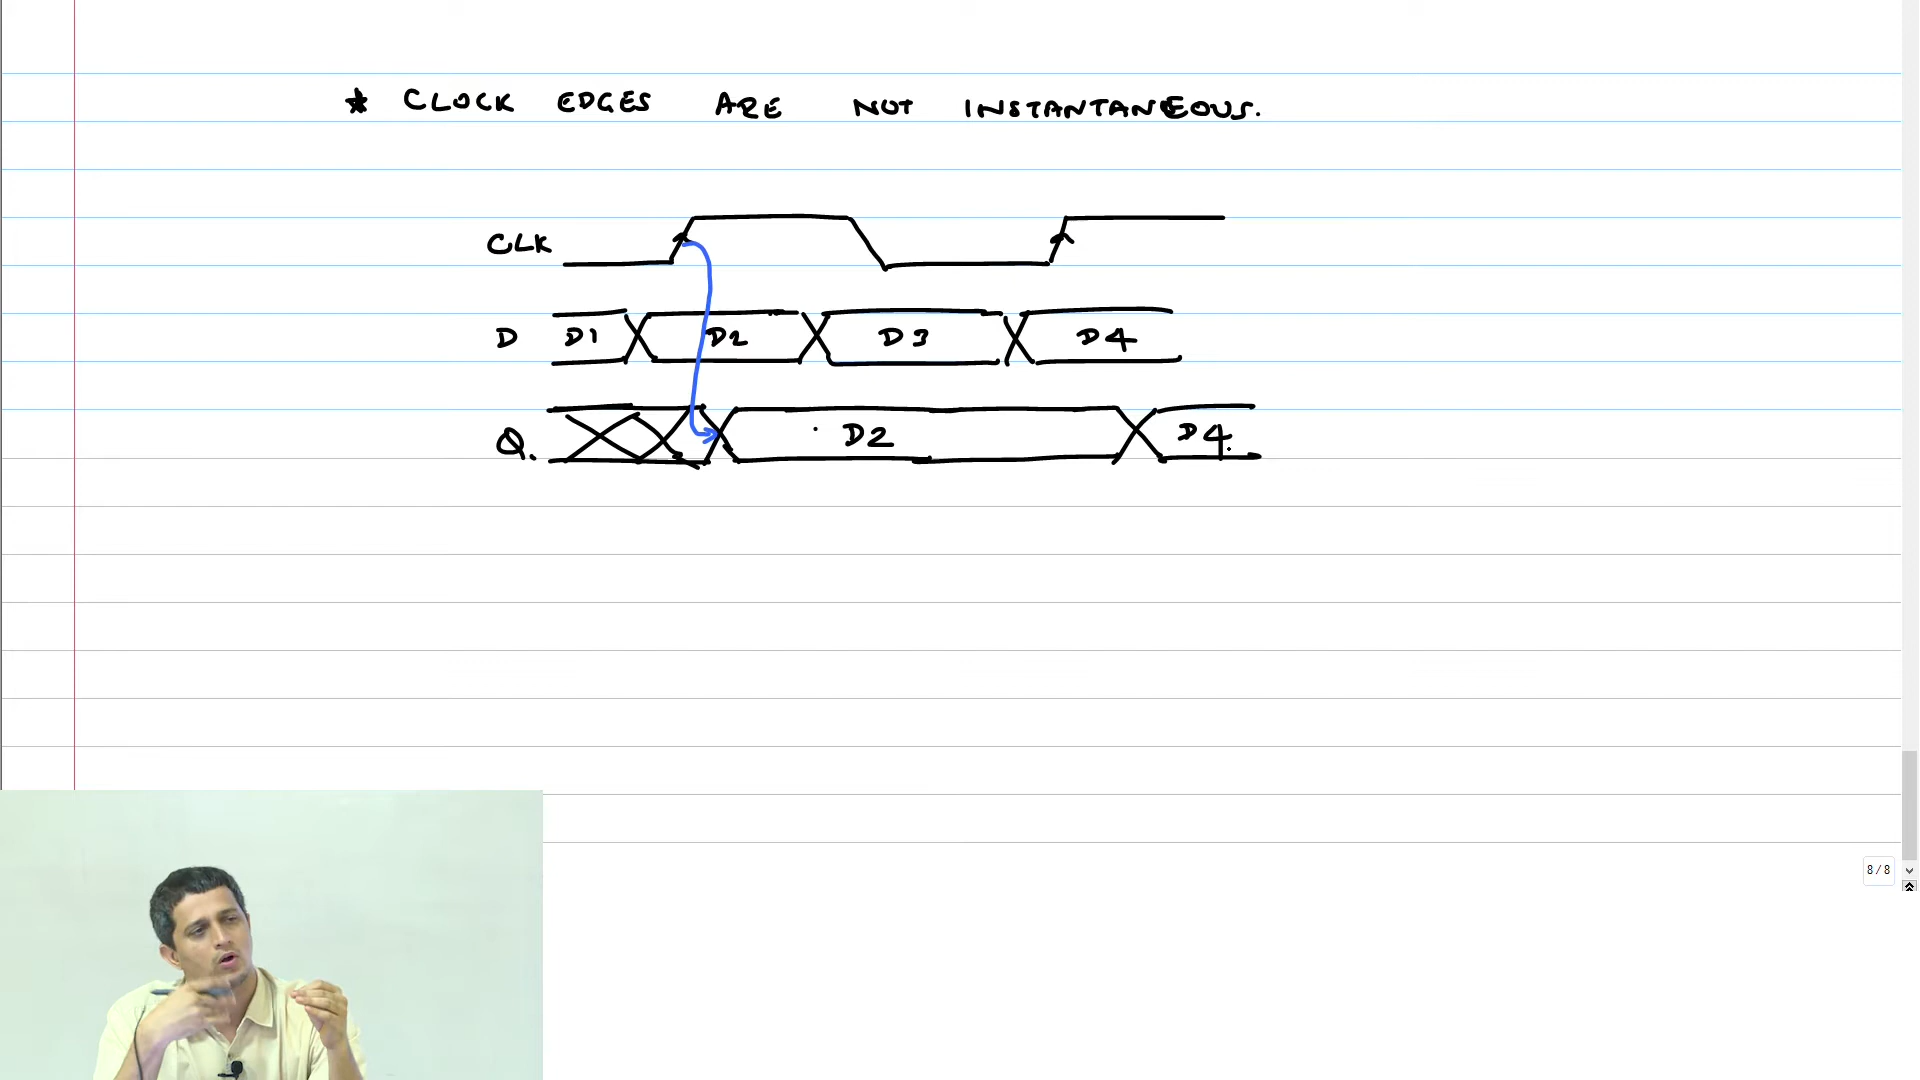 * CLOCK EDGES ARE NOT INSTANTANEOUS.
CLK
D D1 D2 D3 D4
Q. D2 D4
8/8